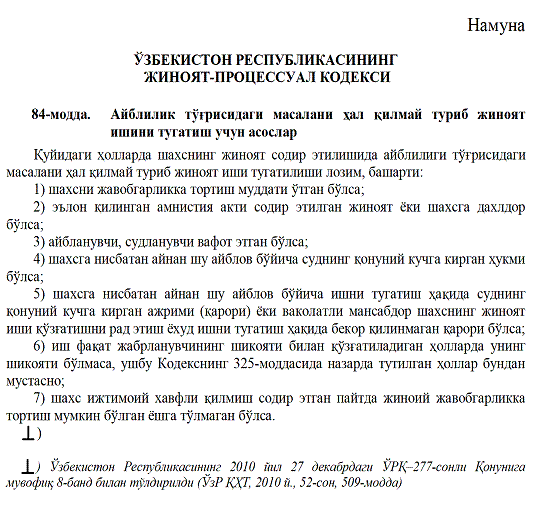 Намуна
ЎЗБЕКИСТОН РЕСПУБЛИКАСИНИНГ
ЖИНОЯТ-ПРОЦЕССУАЛ КОДЕКСИ
84-модда. Айблилик тўғрисидаги масалани ҳал қилмай туриб жиноят
ишини тугатиш учун асослар
Қуйидаги ҳолларда шахснинг жиноят содир этилишида айблилиги тўғрисидаги
масалани ҳал қилмай туриб жиноят иши тугатилиши лозим, башарти:
1) шахсни жавобгарликка тортиш муддати ўтган бўлса;
2) эълон қилинган амнистия акти содир этилган жиноят ёки шахсга дахлдор
бўлса;
3) айбланувчи, судланувчи вафот этган бўлса;
4) шахсга нисбатан айнан шу айблов бўйича суднинг қонуний кучга кирган ҳукми
бўлса;
5) шахсга нисбатан айнан шу айблов бўйича ишни тугатиш ҳақида суднинг
қонуний кучга кирган ажрими (қарори) ёки ваколатли мансабдор шахснинг жиноят
иши қўзғатишни рад этиш ёҳуд ишни тугатиш ҳақида бекор қилинмаган қарори бўлса;
6) иш фақат жабрланувчининг шикояти билан қўзғатиладиган ҳолларда унинг
шикояти бўлмаса, ушбу Кодекснинг 325-моддасида назарда тутилган ҳоллар бундан
мустасно;
7) шахс ижтимоий хавфли қилмиш содир этган пайтда жиноий жавобгарликка
тортиш мумкин бўлган ёшга тўлмаган бўлса.
⊥)
⊥) Ўзбекистон Республикасининг 2010 йил 27 декабрдаги ЎРҚ–277-сонли Қонунига
мувофиқ 8-банд билан тўлдирилди (ЎзР ҚҲТ, 2010 й., 52-сон, 509-модда)